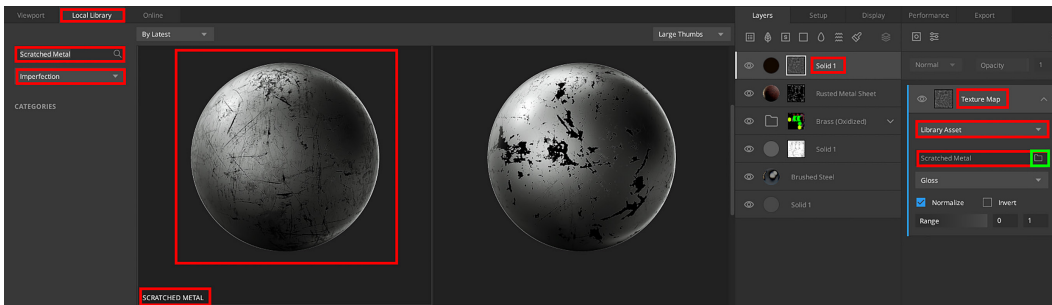 Viewport Local Library Online
Scratched Metal
Imperfection
CATEGORIES
By Latest Large Thumbs
SCRATCHED METAL
Layers Setup Display
Solid 1
Rusted Metal Sheet
Brass (Oxidized)
Solid 1
Brushed Steel
Solid 1
Performance Export
Normal Opacity 1
Texture Map
Library Asset
Scratched Metal
Gloss
Normalize Invert
Range 0 1